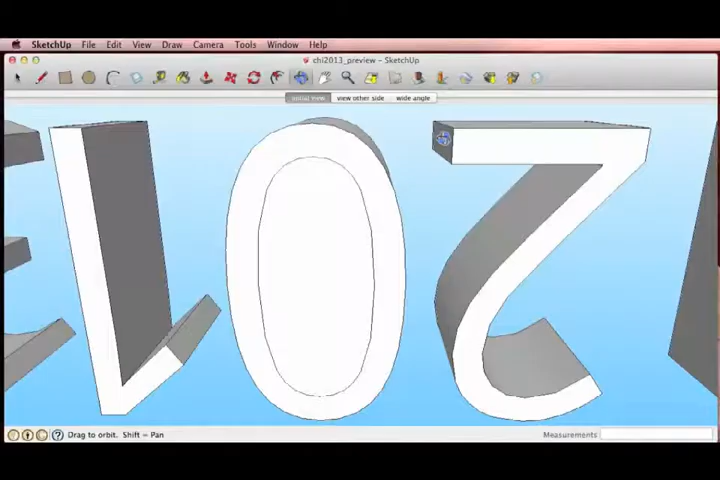 SketchUp File Edit View Draw Camera Tools Window Help
chi2013_preview – SketchUp
initial view view other side wide angle
2013
Drag to orbit. Shift = Pan Measurements